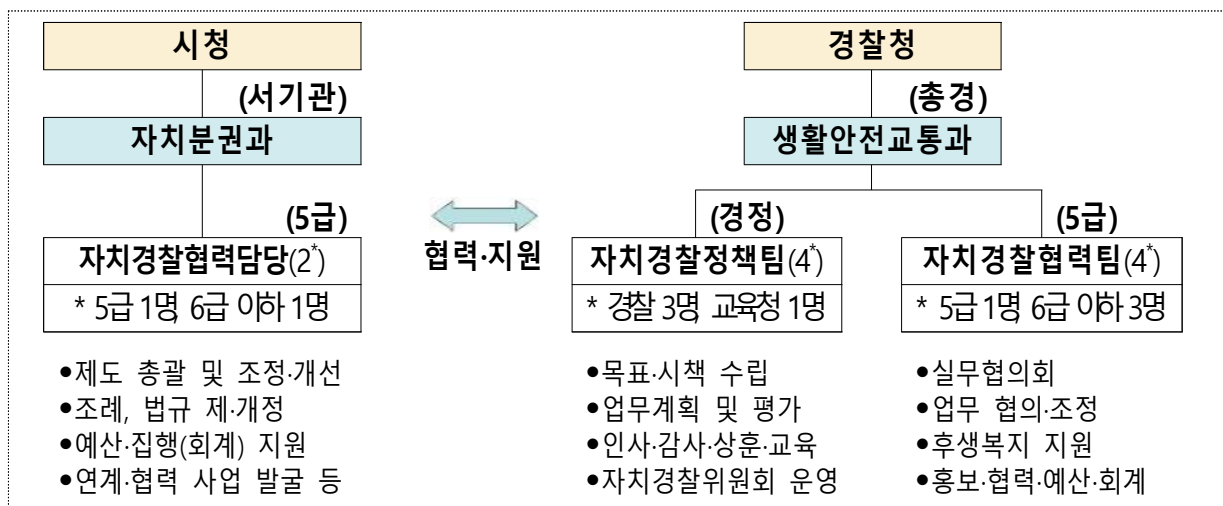 시청
(서기관)
자치분권과
(5급)
자치경찰협력담당(2*)
* 5급 1명, 6급 이하 1명
●제도 총괄 및 조정·개선
●조례, 법규 제·개정
●예산·집행(회계) 지원
●연계·협력 사업 발굴 등
협력·지원
경찰청
(총경)
생활안전교통과
(경정)
자치경찰정책팀(4*)
* 경찰 3명, 교육청 1명
●목표·시책 수립
●업무계획 및 평가
●인사·감사·상훈·교육
●자치경찰위원회 운영
(5급)
자치경찰협력팀(4*)
* 5급 1명, 6급 이하 3명
●실무협의회
●업무 협의·조정
●후생복지 지원
●홍보·협력·예산·회계